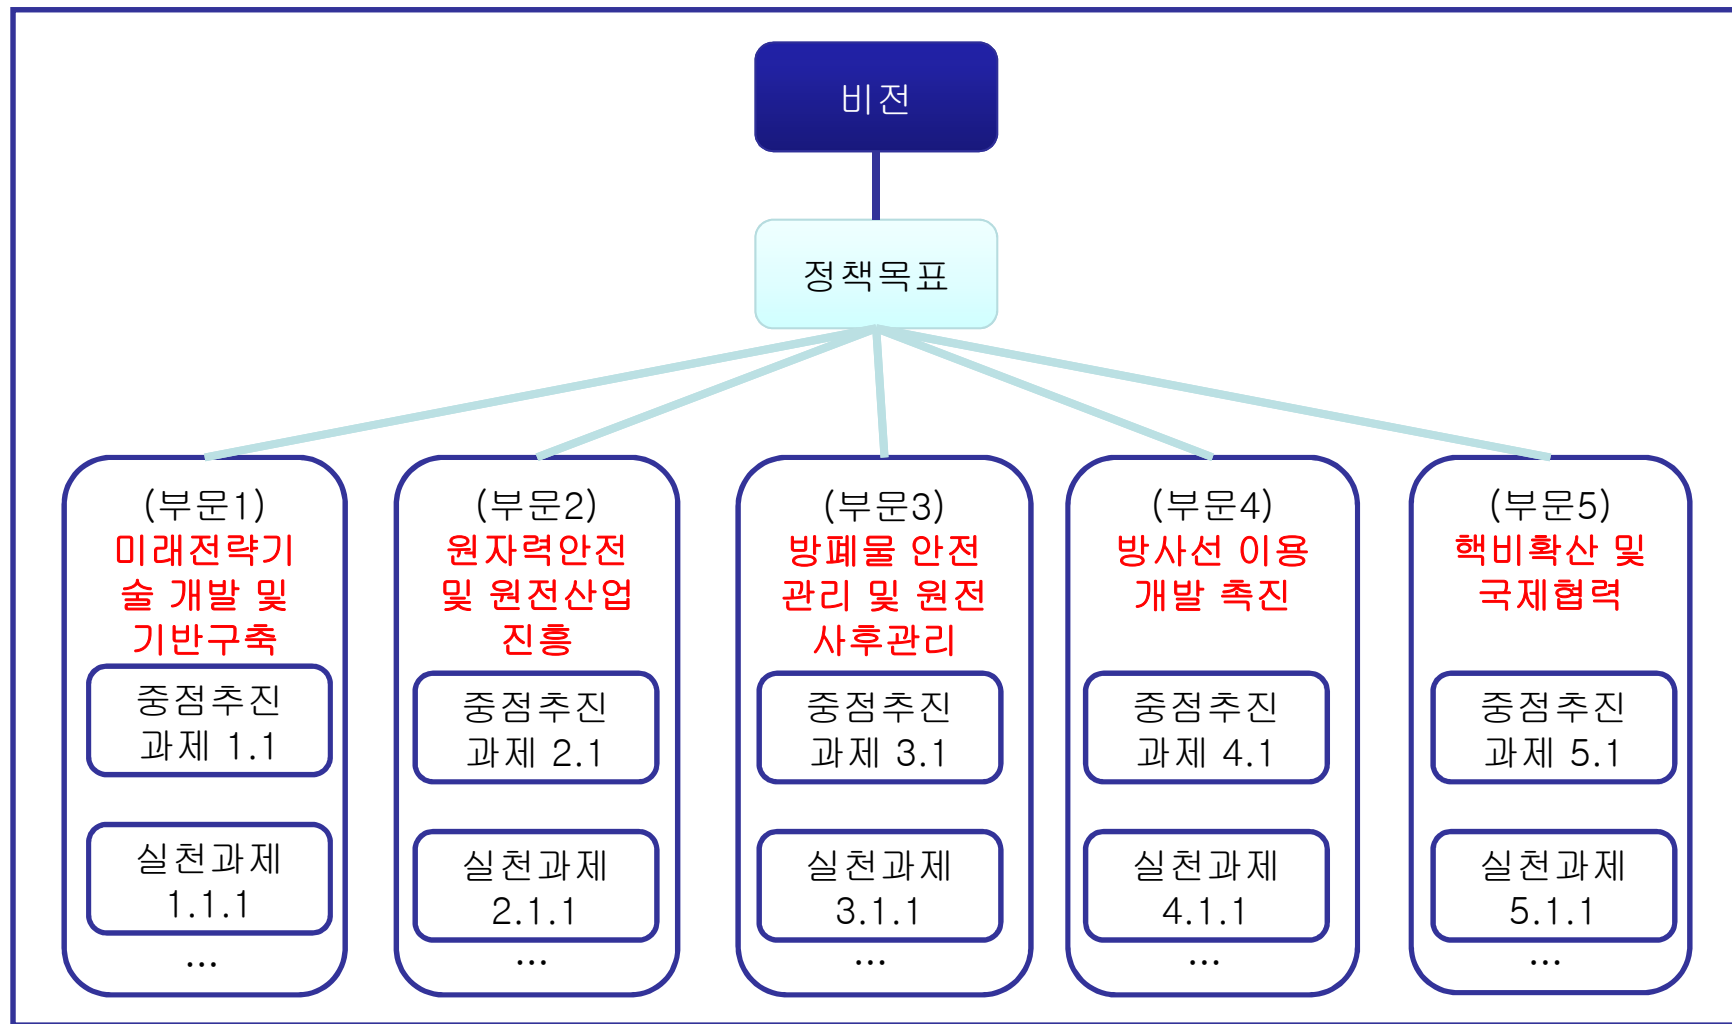 비전
정책목표
(부문1)
미래전략기
술 개발 및
기반구축
중점추진
과제 1.1
실천과제
1.1.1
...
(부문2)
원자력안전
및 원전산업
진흥
중점추진
과제 2.1
실천과제
2.1.1
...
(부문3)
방폐물 안전
관리 및 원전
사후관리
중점추진
과제 3.1
실천과제
3.1.1
...
(부문4)
방사선 이용
개발 촉진
중점추진
과제 4.1
실천과제
4.1.1
...
(부문5)
핵비확산 및
국제협력
중점추진
과제 5.1
실천과제
5.1.1
...